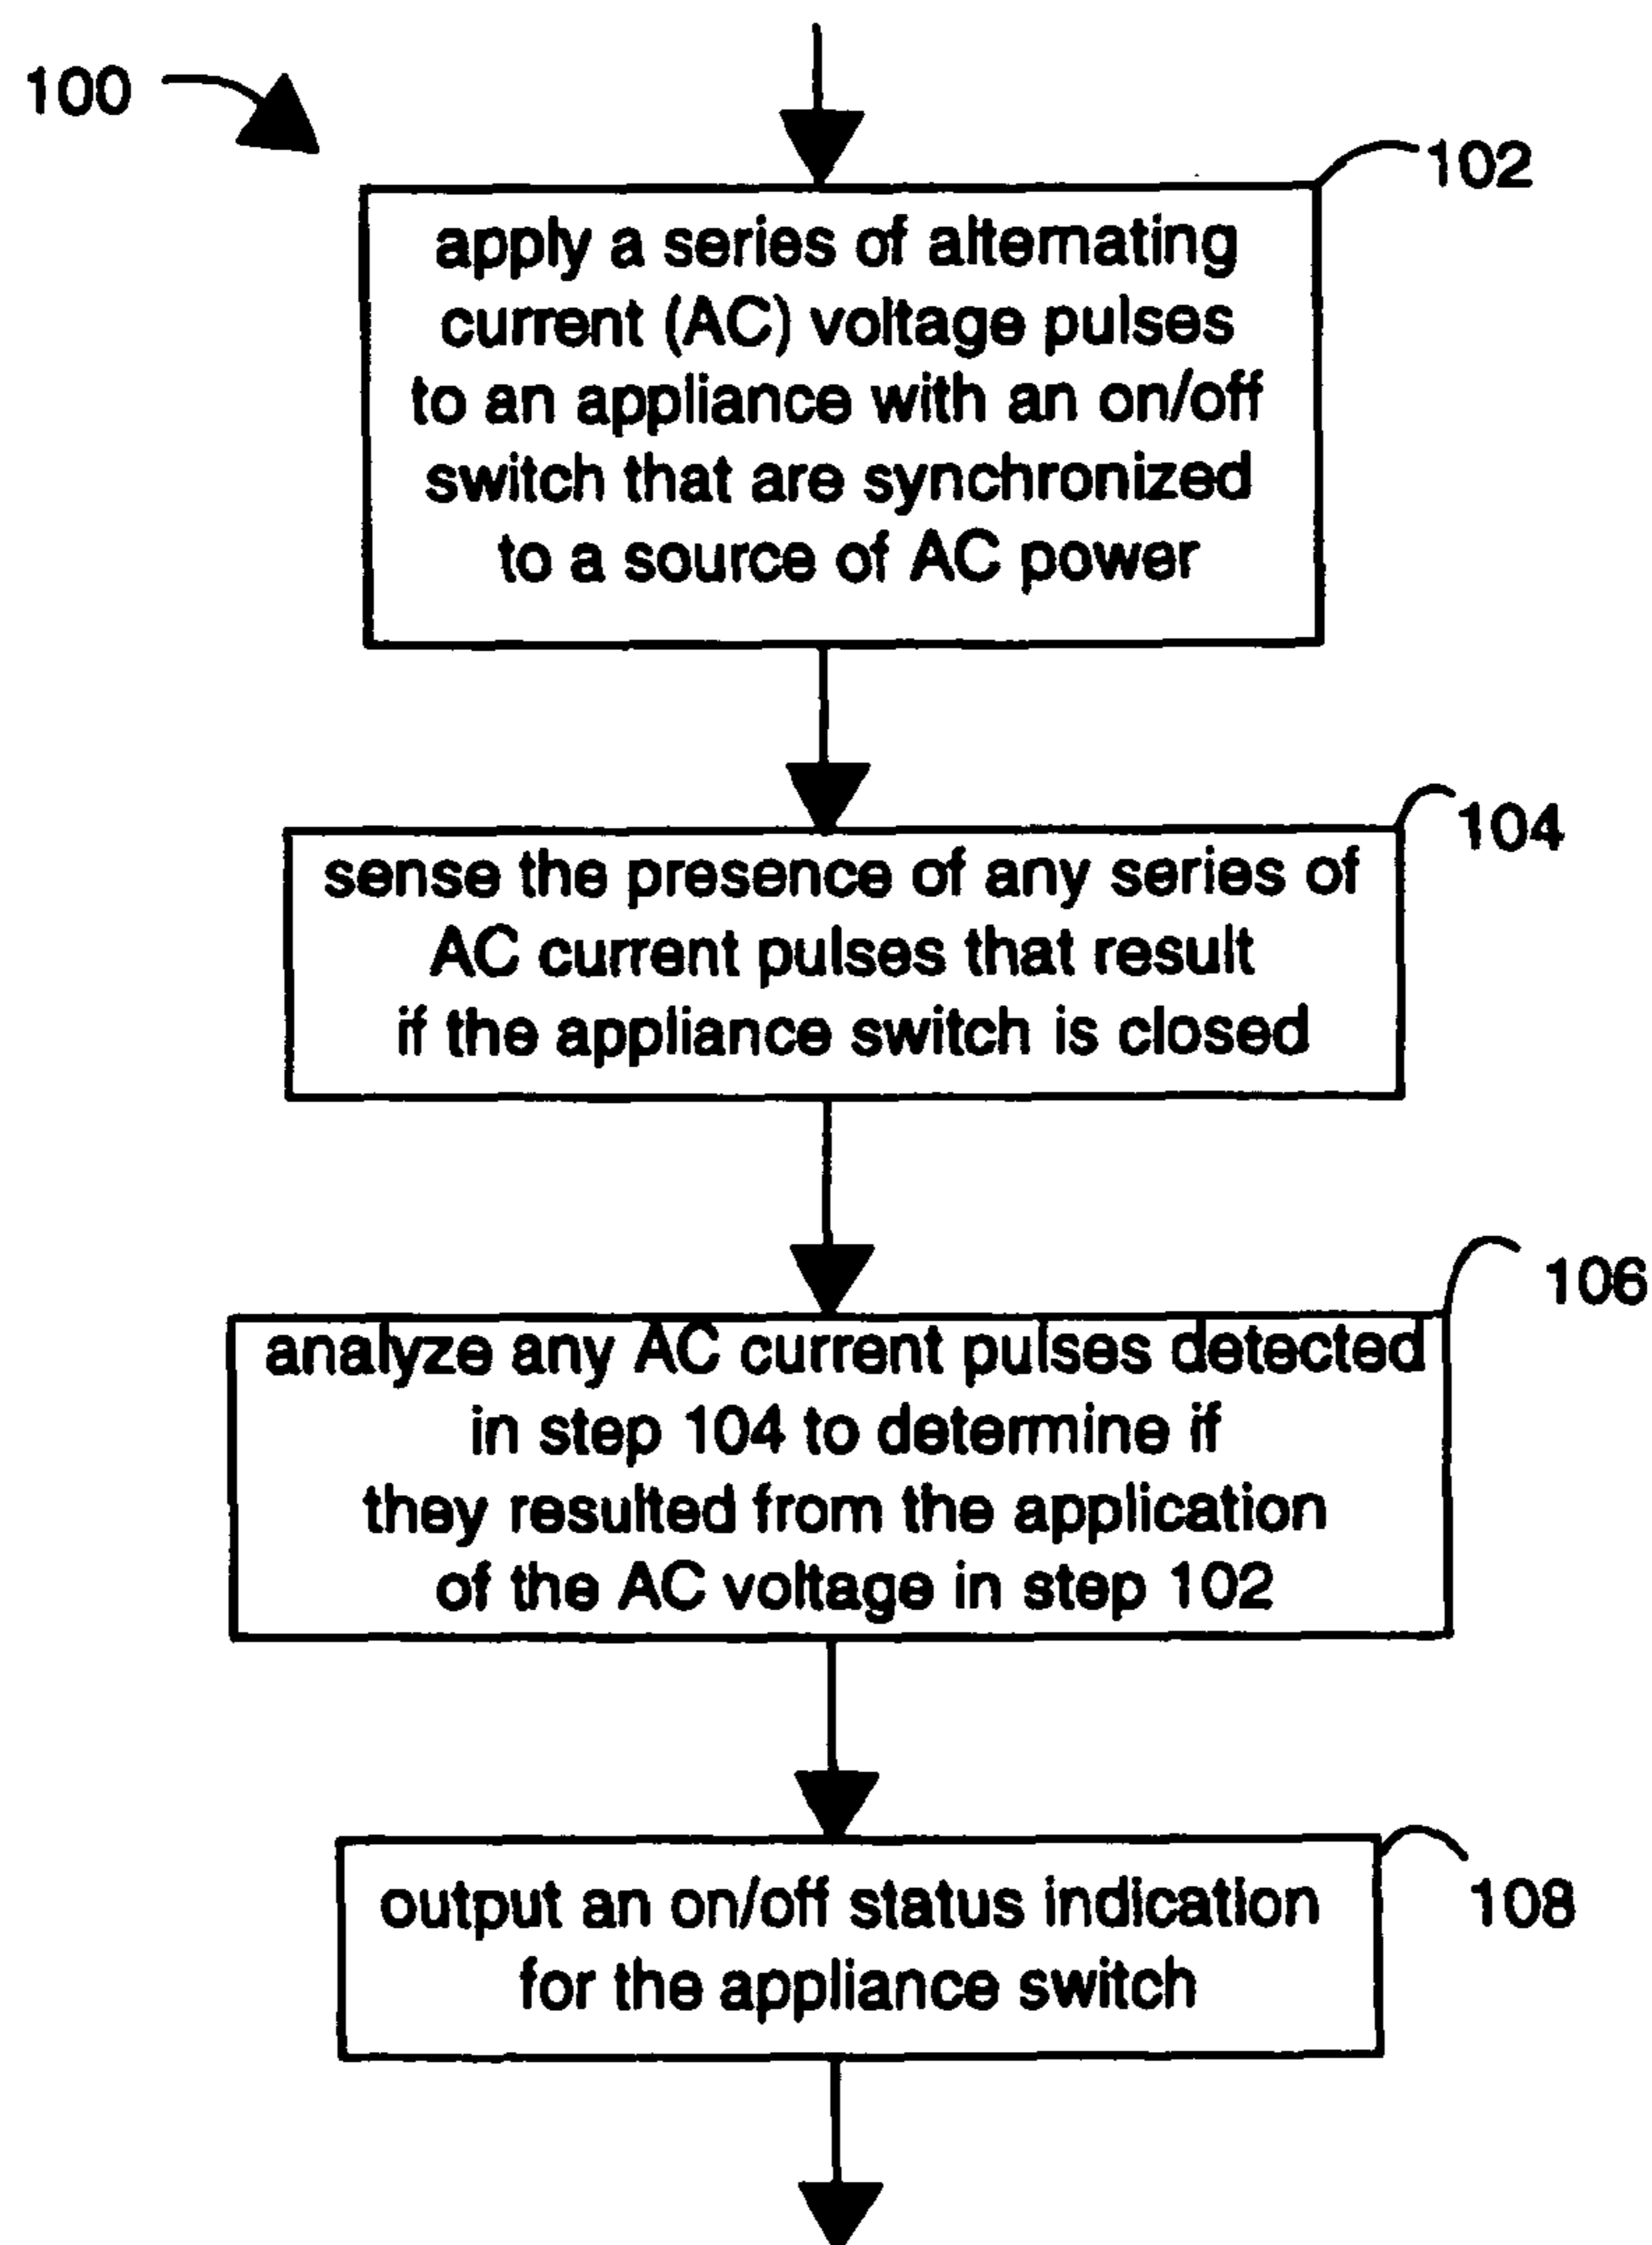 100
102
apply a series of alternating
current (AC) voltage pulses
to an appliance with an on/off
switch that are synchronized
to a source of AC power
104
sense the presence of any series of
AC current pulses that result
if the appliance switch is closed
106
analyze any AC current pulses detected
in step 104 to determine if
they resulted from the application
of the AC voltage in step 102
108
output an on/off status indication
for the appliance switch